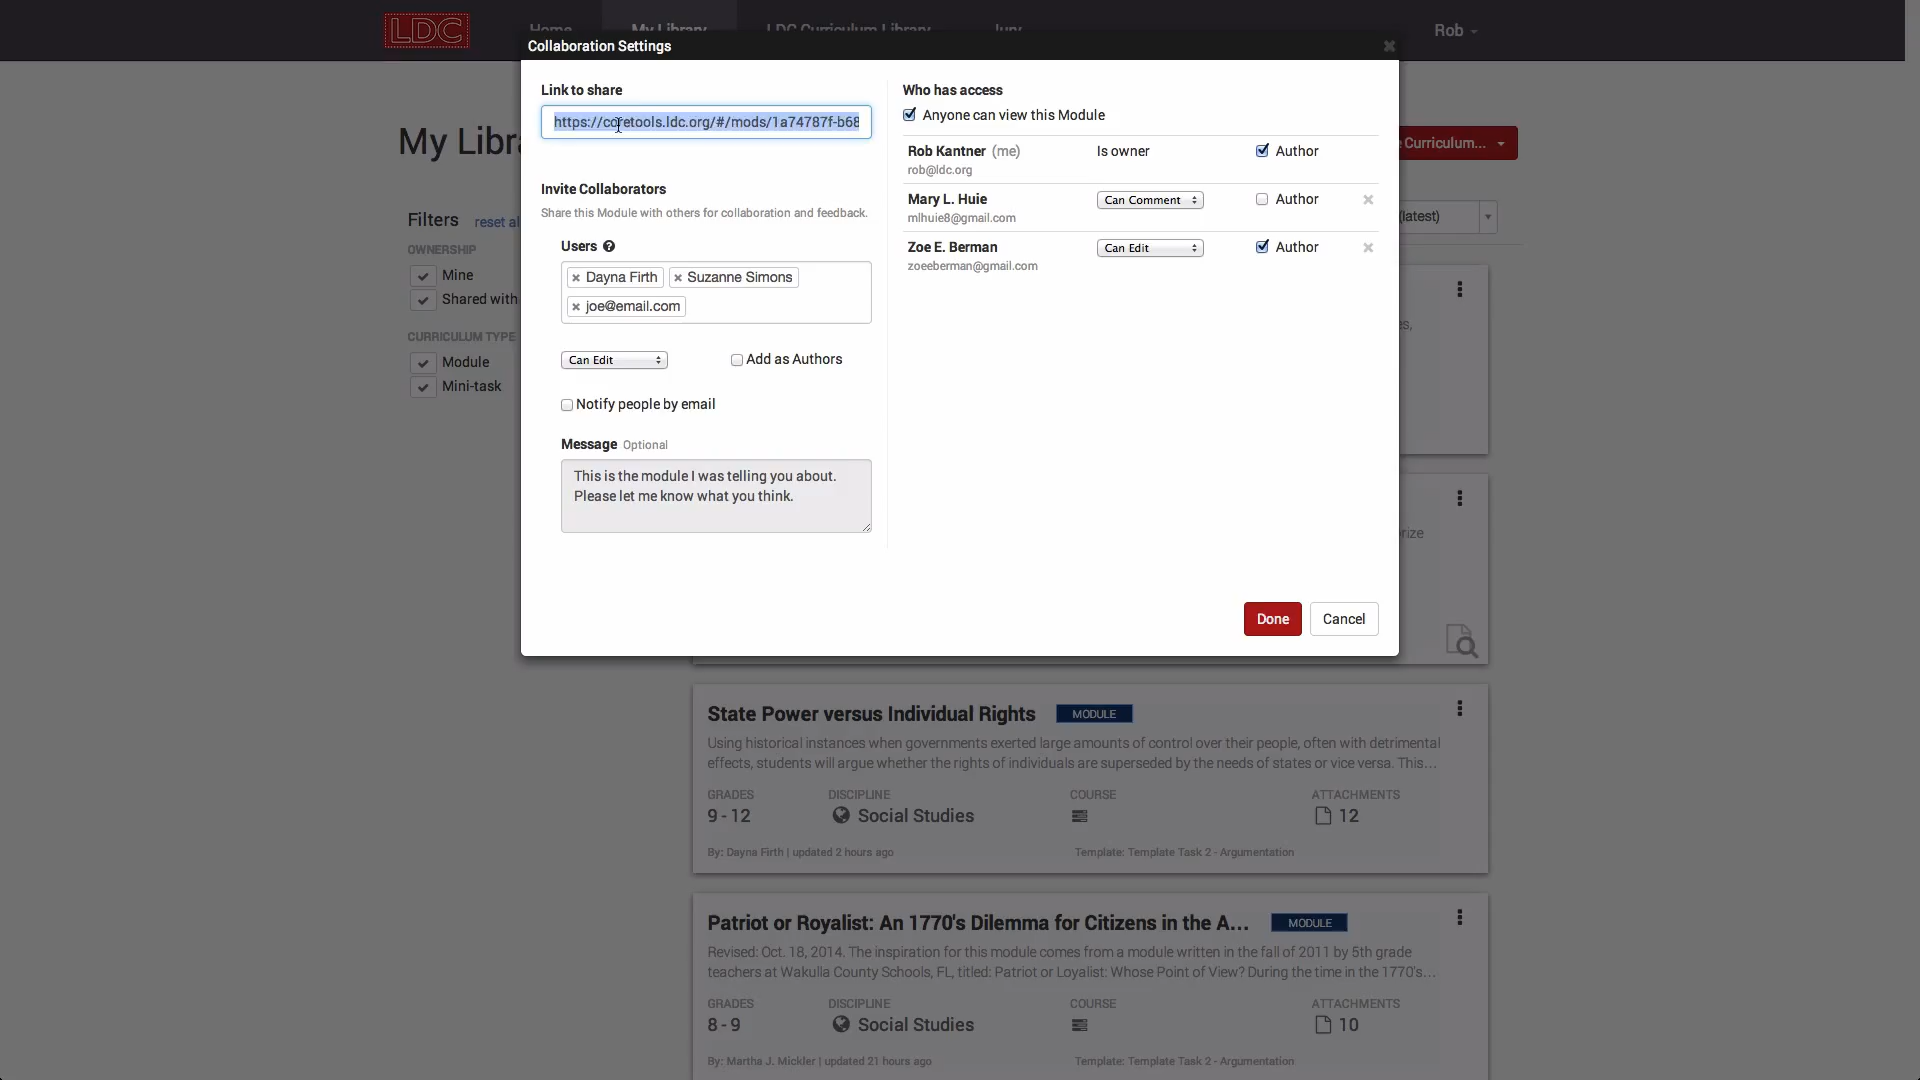 LDC
Home
My Library
LDC Curriculum Library
Jury
Rob
Collaboration Settings
Link to share
https://coretools.ldc.org/#/mods/1a74787f-b68
Invite Collaborators
Share this Module with others for collaboration and feedback.
Users
Dayna Firth
Suzanne Simons
joe@email.com
Can Edit
Add as Authors
Notify people by email
Message Optional
This is the module I was telling you about.
Please let me know what you think.
Who has access
Anyone can view this Module
Rob Kantner (me)
Is owner
Author
rob@ldc.org
Mary L. Huie
Can Comment
Author
mlhuie8@gmail.com
Zoe E. Berman
Can Edit
Author
zoeeberman@gmail.com
Done
Cancel
My Libr
Curriculum...
Filters
reset al
(latest)
OWNERSHIP
Mine
Shared with
CURRICULUM TYPE
Module
Mini-task
State Power versus Individual Rights
MODULE
Using historical instances when governments exerted large amounts of control over their people, often with detrimental
effects, students will argue whether the rights of individuals are superseded by the needs of states or vice versa. This...
GRADES
DISCIPLINE
COURSE
ATTACHMENTS
9 - 12
Social Studies
12
By: Dayna Firth | updated 2 hours ago
Template: Template Task 2 - Argumentation
Patriot or Royalist: An 1770's Dilemma for Citizens in the A...
MODULE
Revised: Oct. 18, 2014. The inspiration for this module comes from a module written in the fall of 2011 by 5th grade
teachers at Wakulla County Schools, FL, titled: Patriot or Loyalist: Whose Point of View? During the time in the 1770's...
GRADES
DISCIPLINE
COURSE
ATTACHMENTS
8 - 9
Social Studies
10
By: Martha J. Mickler | updated 21 hours ago
Template: Template Task 2 - Argumentation